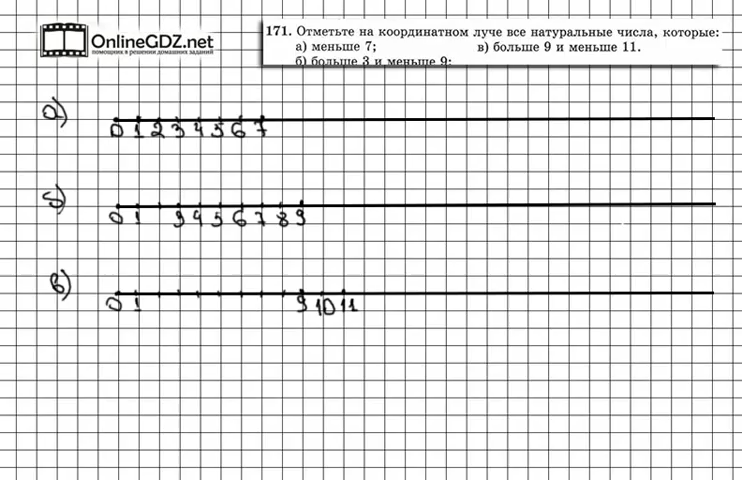 OnlineGDZ.net
помощник в решении домашних заданий
171. Отметьте на координатном луче все натуральные числа, которые:
а) меньше 7; в) больше 9 и меньше 11.
б) больше 3 и меньше 9;
а)
0 1 2 3 4 5 6 7
б)
0 1 3 4 5 6 7 8 9
в)
0 1 9 10 11